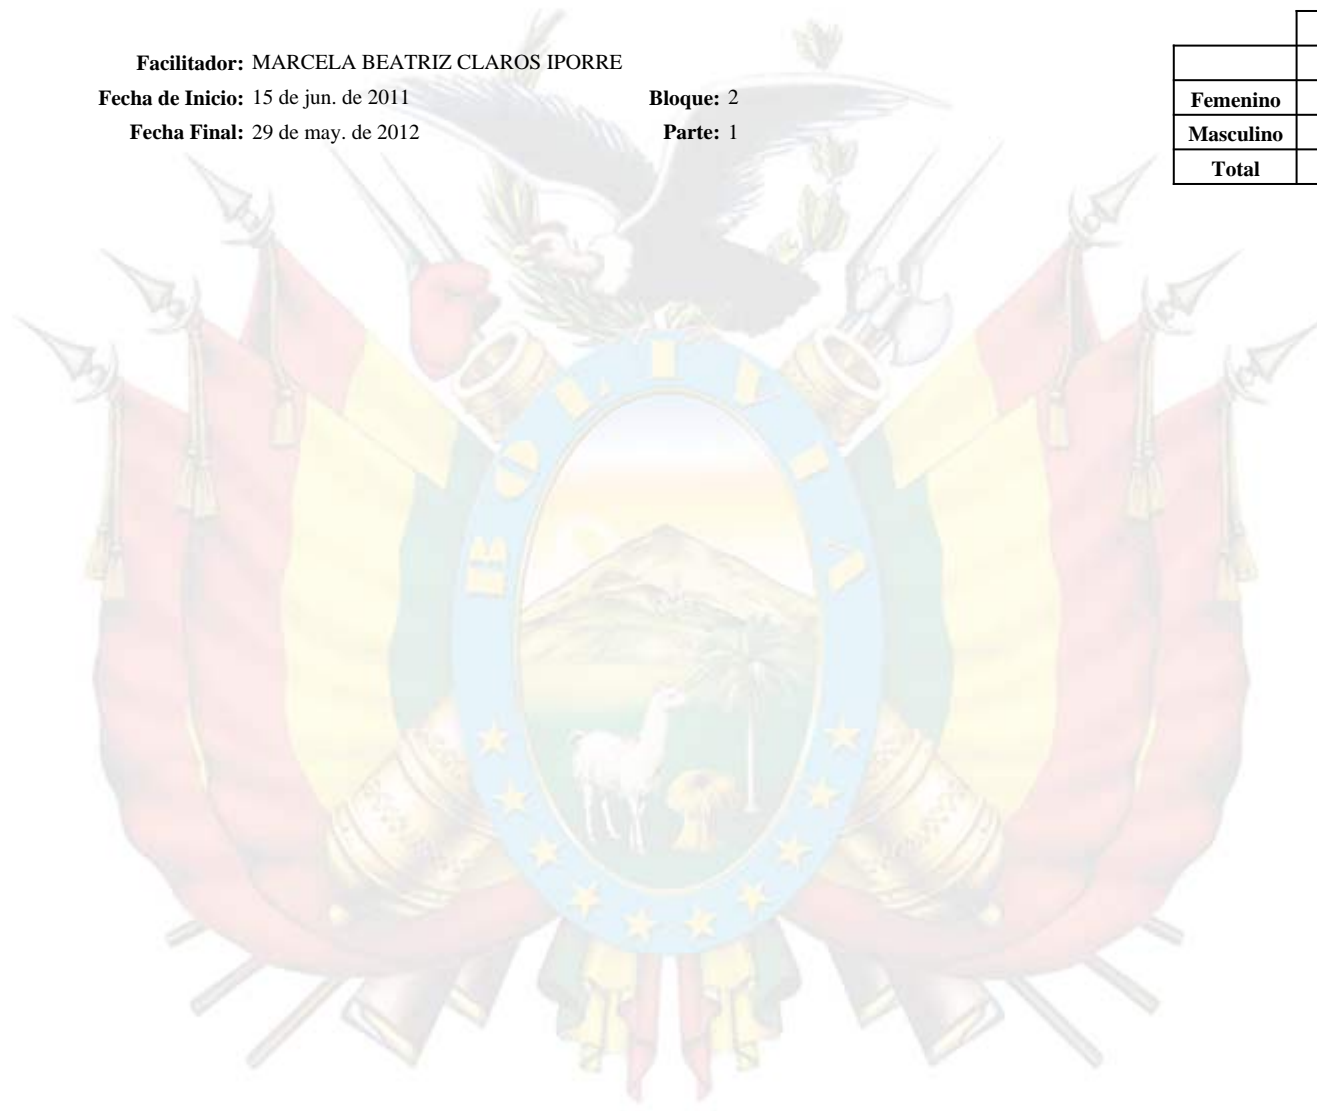 Facilitador: MARCELA BEATRIZ CLAROS IPORRE
Fecha de Inicio: 15 de jun. de 2011 Bloque: 2
Fecha Final: 29 de may. de 2012 Parte: 1
Femenino
Masculino
Total
BOLIVIA